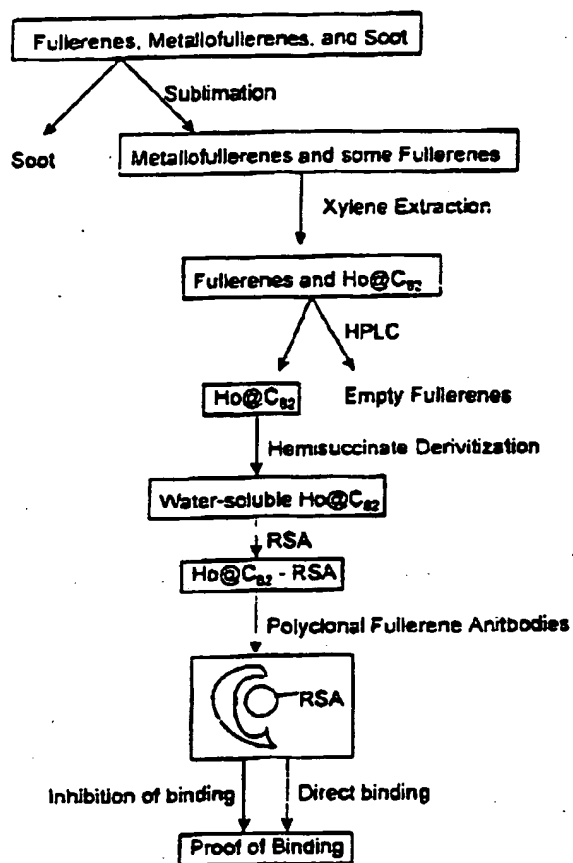 Fullerenes, Metallofullerenes, and Soot
Sublimation
Soot
Metallofullerenes and some Fullerenes
Xylene Extraction
Fullerenes and Ho@C₈₂
HPLC
Ho@C₈₂
Empty Fullerenes
Hemisuccinate Derivitization
Water-soluble Ho@C₈₂
RSA
Ho@C₈₂ - RSA
Polyclonal Fullerene Anitbodies
RSA
Inhibition of binding
Direct binding
Proof of Binding